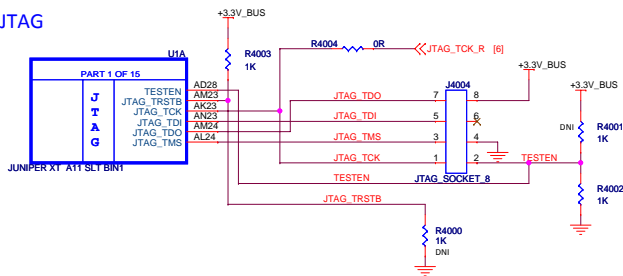 JTAG
+3.3V_BUS
R4003
1K
R4004
0R
JTAG_TCK_R [6]
U1A
PART 1 OF 15
J
T
A
G
TESTEN
JTAG_TRSTB
JTAG_TCK
JTAG_TDI
JTAG_TDO
JTAG_TMS
AD28
AM23
AK23
AN23
AM24
AL24
JUNIPER XT A11 SLT BIN1
JTAG_TDO
JTAG_TDI
JTAG_TMS
JTAG_TCK
TESTEN
JTAG_TRSTB
J4004
7 8
5 6
3 4
1 2
JTAG_SOCKET_8
+3.3V_BUS
TESTEN
+3.3V_BUS
DNI
R4001
1K
R4002
1K
R4000
1K
DNI